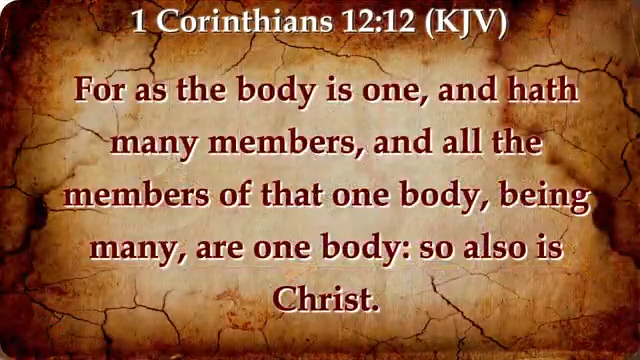 1 Corinthians 12:12 (KJV)
For as the body is one, and hath
many members, and all the
members of that one body, being
many, are one body: so also is
Christ.